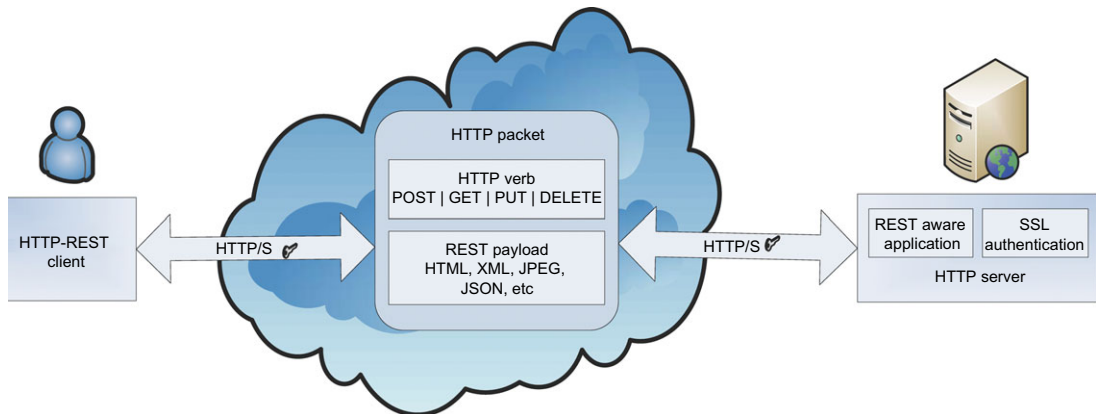 HTTP-REST
client
HTTP/S
HTTP packet
HTTP verb
POST | GET | PUT | DELETE
REST payload
HTML, XML, JPEG,
JSON, etc
HTTP/S
REST aware
application
SSL
authentication
HTTP server